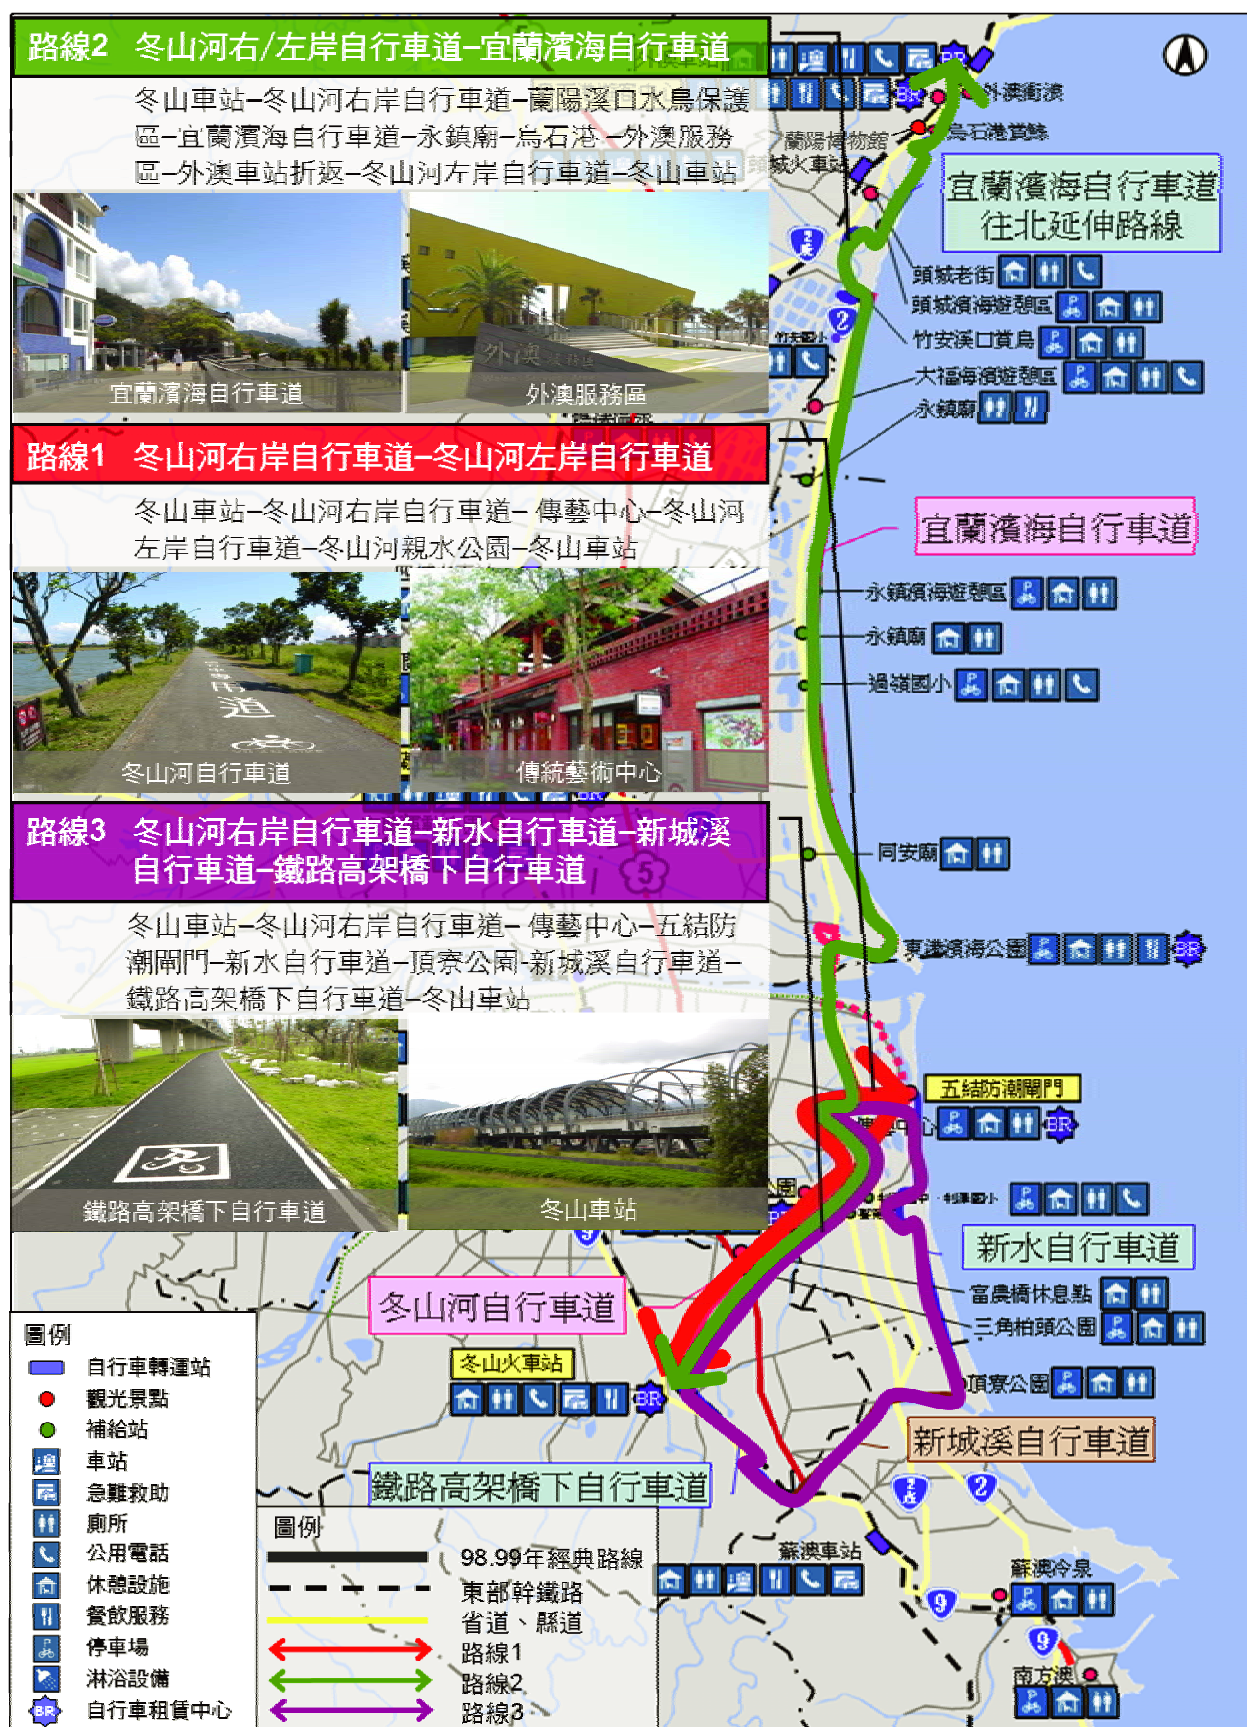 路線2 冬山河右/左岸自行車道–宜蘭濱海自行車道
冬山車站–冬山河右岸自行車道–蘭陽溪口水鳥保護
區–宜蘭濱海自行車道–永鎮廟–烏石港–外澳服務
區–外澳車站折返–冬山河左岸自行車道–冬山車站
宜蘭濱海自行車道
外澳服務區
路線1 冬山河右岸自行車道–冬山河左岸自行車道
冬山車站–冬山河右岸自行車道–傳藝中心–冬山河
左岸自行車道–冬山河親水公園–冬山車站
冬山河自行車道
傳統藝術中心
路線3 冬山河右岸自行車道–新水自行車道–新城溪
自行車道–鐵路高架橋下自行車道
冬山車站–冬山河右岸自行車道–傳藝中心–五結防
潮閘門–新水自行車道–頂寮公園-新城溪自行車道–
鐵路高架橋下自行車道–冬山車站
鐵路高架橋下自行車道
冬山車站
BR
BR
外澳衝浪
烏石港賞鯨
蘭陽博物館
頭城火車站
宜蘭濱海自行車道
往北延伸路線
頭城老街
頭城濱海遊憩區
竹安溪口賞鳥
大福海濱遊憩區
永鎮廟
2
宜蘭濱海自行車道
永鎮濱海遊憩區
永鎮廟
過嶺國小
5
同安廟
東港濱海公園
BR
五結防潮閘門
中心
BR
新水自行車道
富農橋休息點
三角柏頭公園
冬山河自行車道
冬山火車站
BR
頂寮公園
新城溪自行車道
鐵路高架橋下自行車道
9
2
蘇澳車站
蘇澳冷泉
9
9
南方澳
圖例
自行車轉運站
觀光景點
補給站
車站
急難救助
廁所
公用電話
休憩設施
餐飲服務
停車場
淋浴設備
BR 自行車租賃中心
圖例
98.99年經典路線
東部幹鐵路
省道、縣道
路線1
路線2
路線3